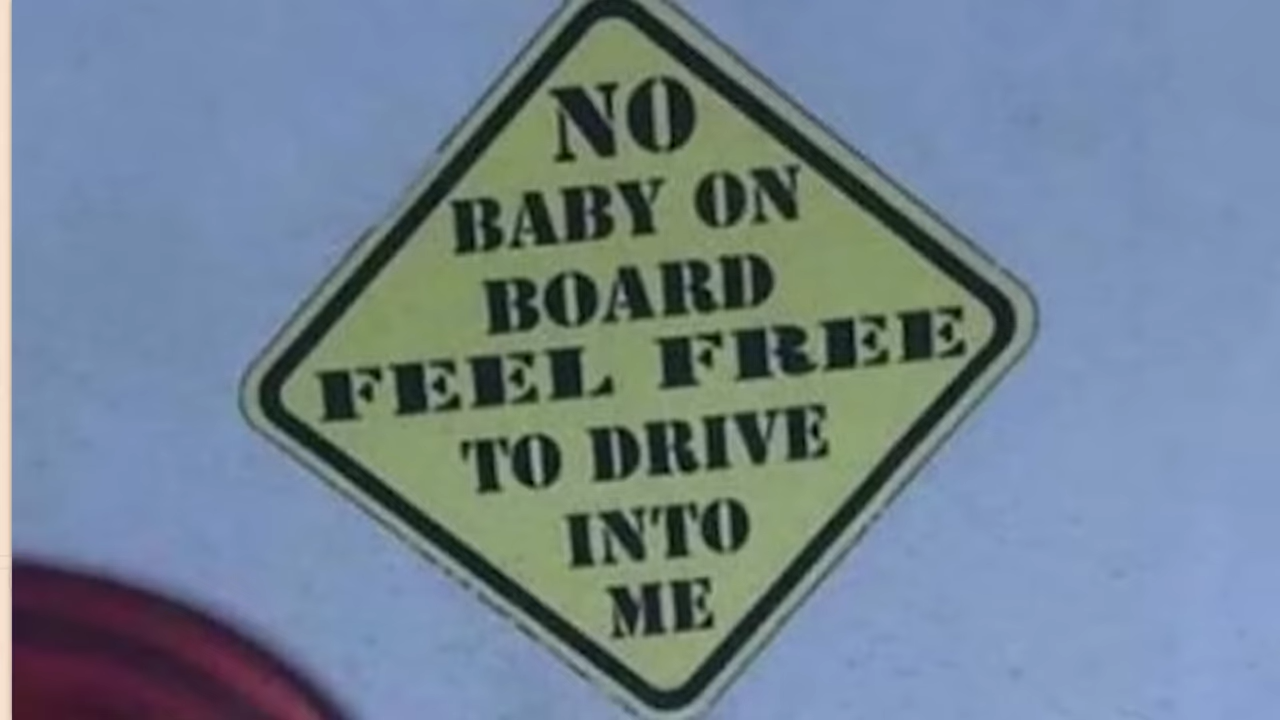 NO
BABY ON
BOARD
FEEL FREE
TO DRIVE
INTO
ME